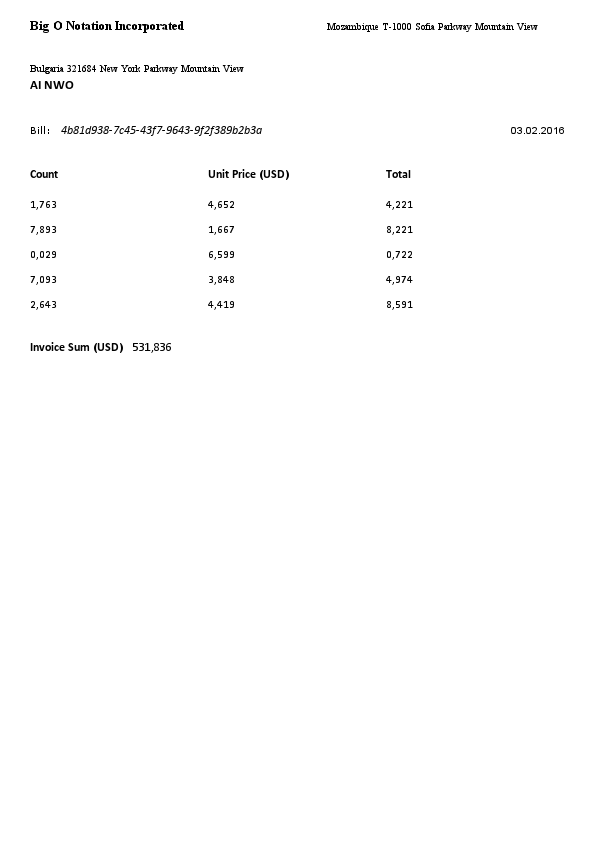 Big O Notation Incorporated Mozambique T-1000 Sofia Parkway Mountain View
Bulgaria 321684 New York Parkway Mountain View
AI NWO
Bill: 4b81d938-7c45-43f7-9643-9f2f389b2b3a 03.02.2016
Count Unit Price (USD) Total
1,763 4,652 4,221
7,893 1,667 8,221
0,029 6,599 0,722
7,093 3,848 4,974
2,643 4,419 8,591
Invoice Sum (USD) 531,836